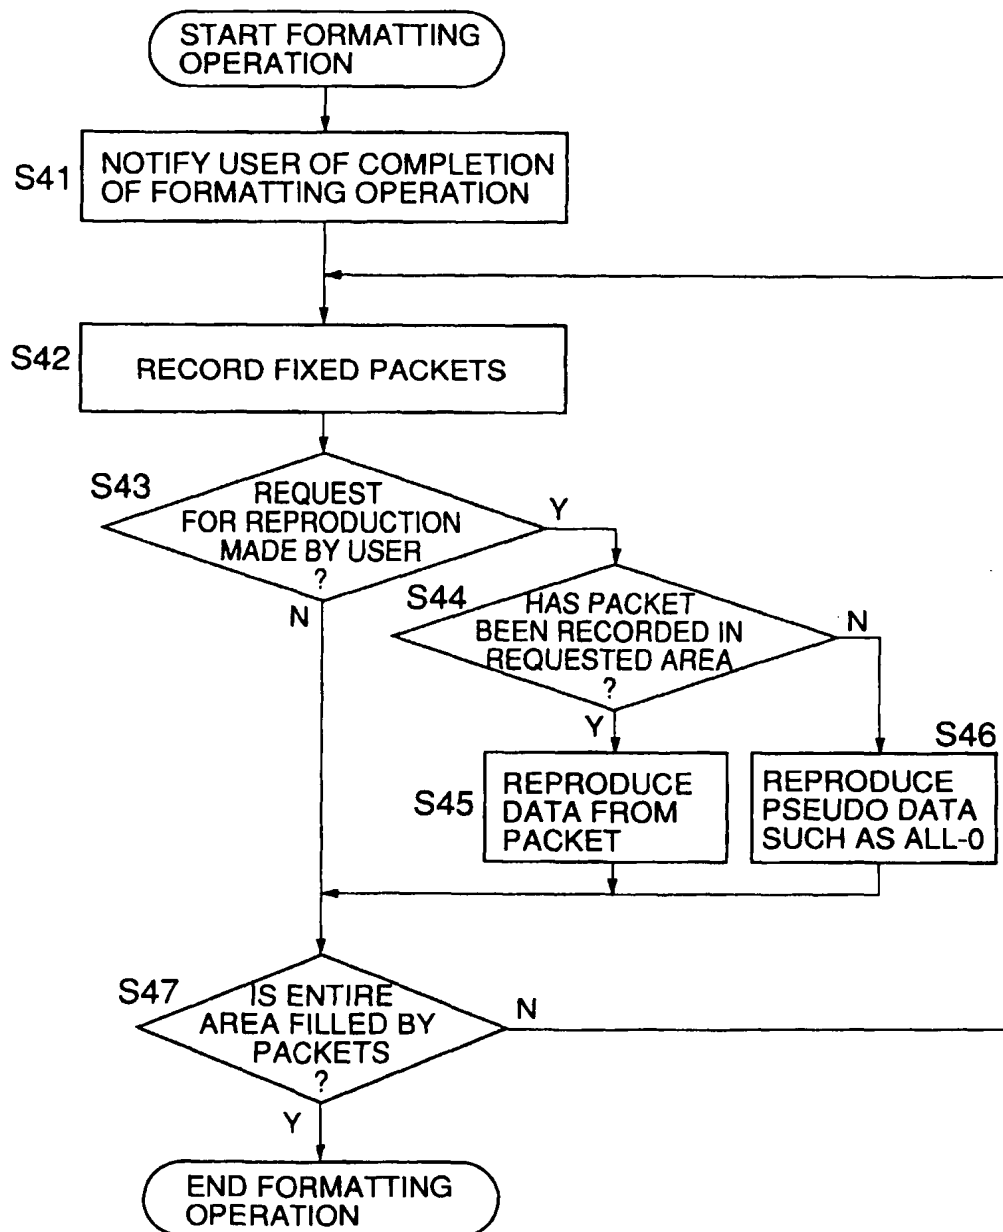 START FORMATTING
OPERATION
S41
NOTIFY USER OF COMPLETION
OF FORMATTING OPERATION
S42
RECORD FIXED PACKETS
S43
REQUEST
FOR REPRODUCTION
MADE BY USER
?
Y
N
S44
HAS PACKET
BEEN RECORDED IN
REQUESTED AREA
?
N
Y
S45
REPRODUCE
DATA FROM
PACKET
S46
REPRODUCE
PSEUDO DATA
SUCH AS ALL-0
S47
IS ENTIRE
AREA FILLED BY
PACKETS
?
N
Y
END FORMATTING
OPERATION